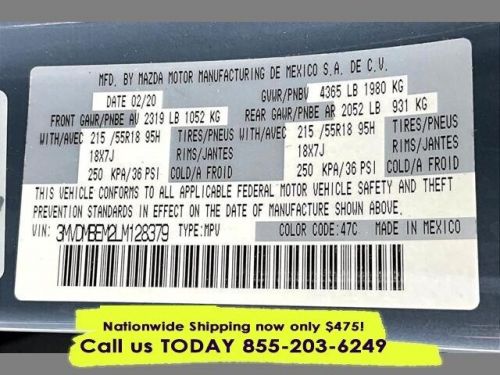 MFD. BY MAZDA MOTOR MANUFACTURING DE MEXICO S.A. DE C.V.
DATE 02/20 GVWR/PNBV 4365 LB 1980 KG
FRONT GAWR/PNBE AV 2319 LB 1052 KG REAR GAWR/PNBE AR 2052 LB 931 KG
WITH/AVEC 215 /55R18 95H TIRES/PNEUS WITH/AVEC 215 /55R18 95H TIRES/PNEUS
18X7J RIMS/JANTES 18X7J RIMS/JANTES
250 KPA/36 PSI COLD/A FROID 250 KPA/36 PSI COLD/A FROID
THIS VEHICLE CONFORMS TO ALL APPLICABLE FEDERAL MOTOR VEHICLE SAFETY AND THEFT
PREVENTION STANDARDS IN EFFECT ON THE DATE OF MANUFACTURE SHOWN ABOVE.
VIN: 3MVDMBEM2LM128379 TYPE:MPV COLOR CODE:47C MADE IN MEXICO
Nationwide Shipping now only $475!
Call us TODAY 855-203-6249